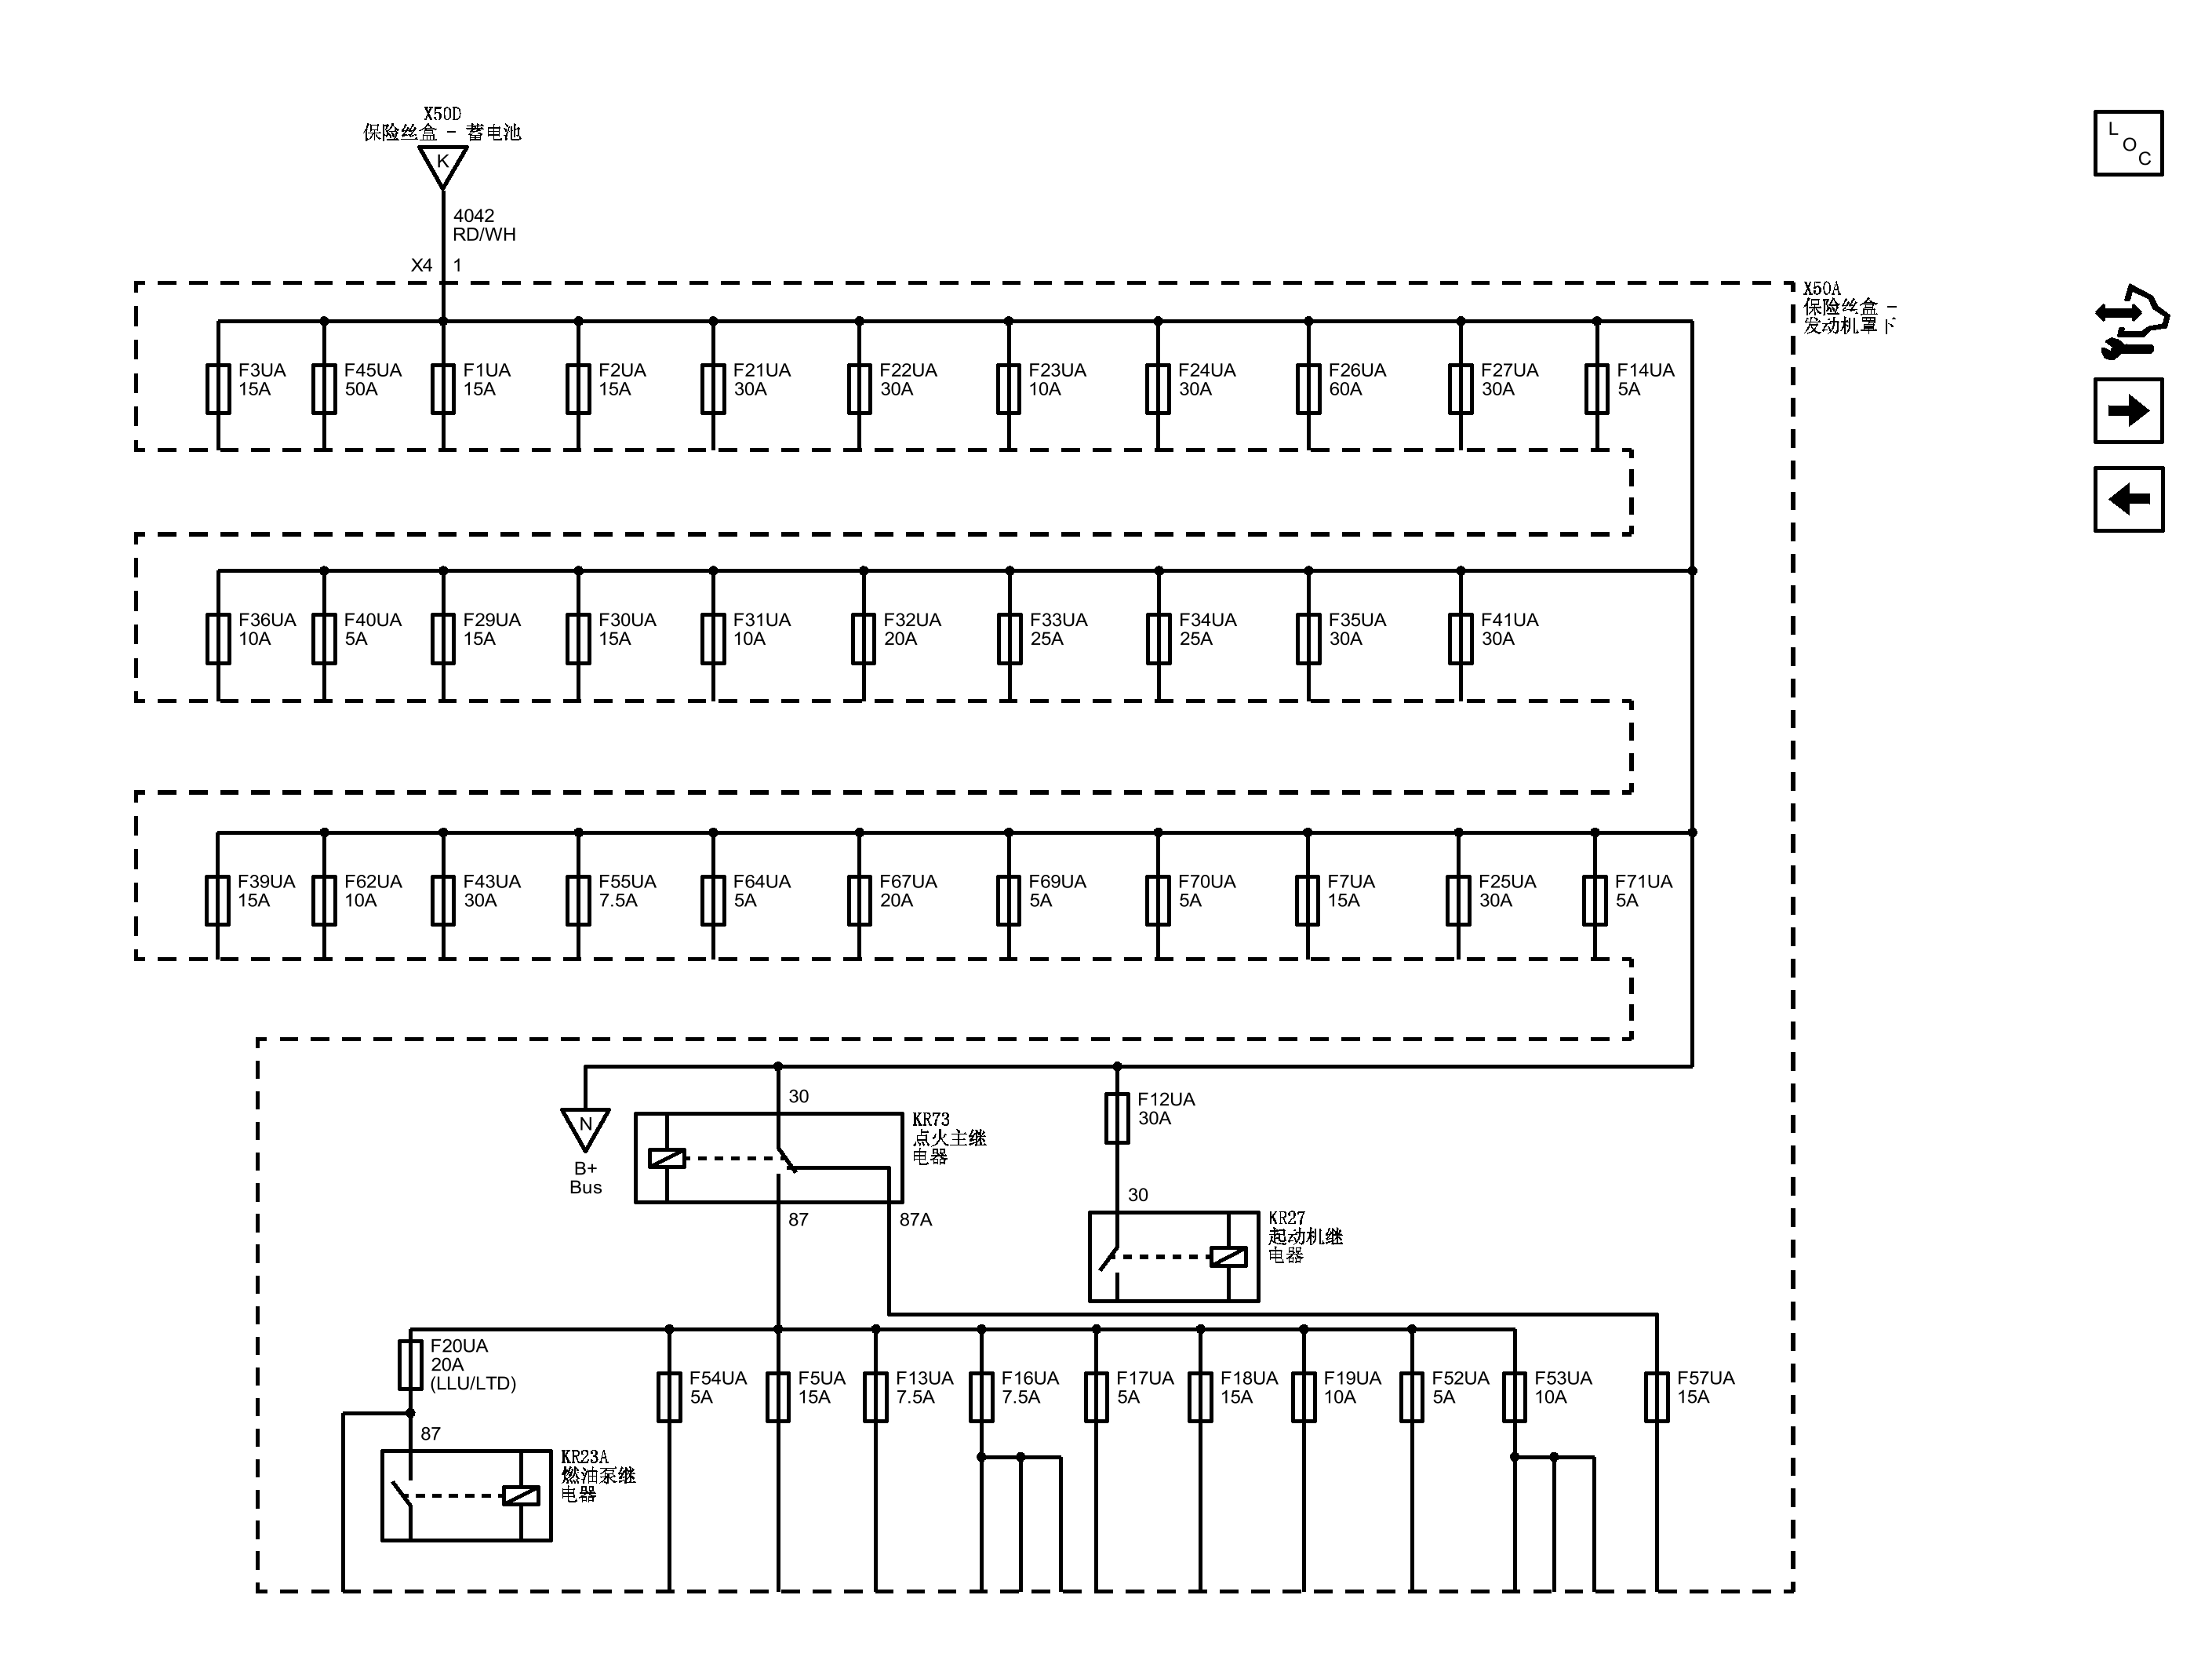 X50D
保险丝盒 - 蓄电池
K
4042
RD/WH
X4 1
X50A
保险丝盒 -
发动机罩下
L
O
C
F3UA
15A
F45UA
50A
F1UA
15A
F2UA
15A
F21UA
30A
F22UA
30A
F23UA
10A
F24UA
30A
F26UA
60A
F27UA
30A
F14UA
5A
F36UA
10A
F40UA
5A
F29UA
15A
F30UA
15A
F31UA
10A
F32UA
20A
F33UA
25A
F34UA
25A
F35UA
30A
F41UA
30A
F39UA
15A
F62UA
10A
F43UA
30A
F55UA
7.5A
F64UA
5A
F67UA
20A
F69UA
5A
F70UA
5A
F7UA
15A
F25UA
30A
F71UA
5A
N
B+
Bus
30
KR73
点火主继
电器
87
87A
F12UA
30A
30
KR27
起动机继
电器
F20UA
20A
(LLU/LTD)
87
KR23A
燃油泵继
电器
F54UA
5A
F5UA
15A
F13UA
7.5A
F16UA
7.5A
F17UA
5A
F18UA
15A
F19UA
10A
F52UA
5A
F53UA
10A
F57UA
15A